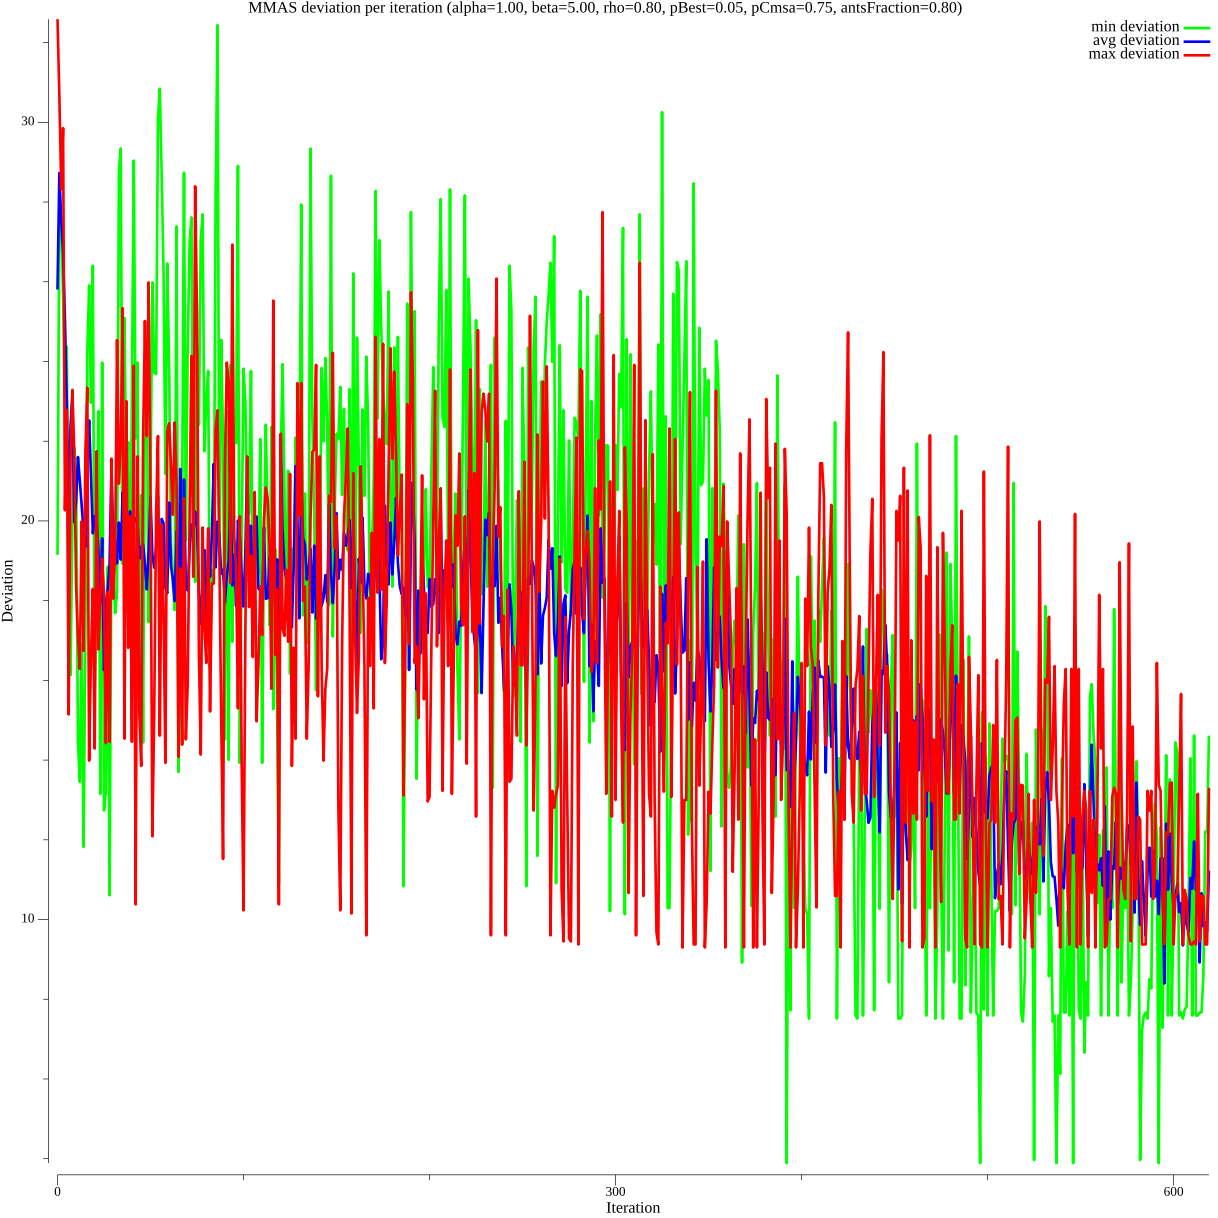 MMAS deviation per iteration (alpha=1.00, beta=5.00, rho=0.80, pBest=0.05, pCmsa=0.75, antsFraction=0.80)
min deviation
avg deviation
max deviation
30
20
10
Deviation
0
300
600
Iteration